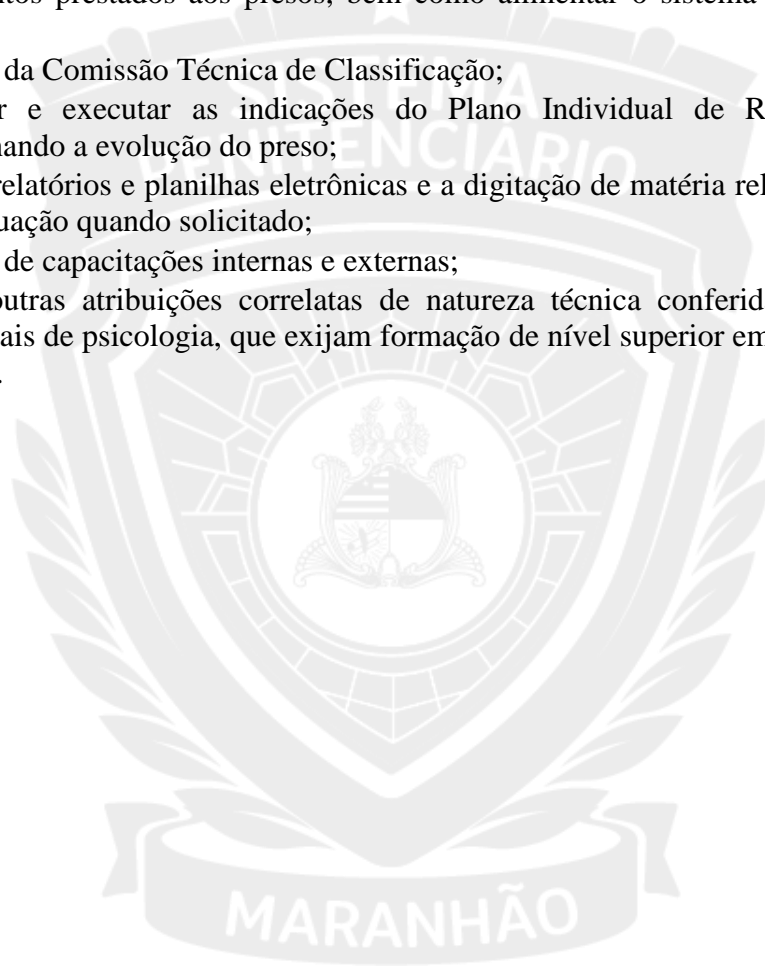 tos prestados aos presos, bem como alimentar o sistema
da Comissão Técnica de Classificação;
r e executar as indicações do Plano Individual de R
nando a evolução do preso;
relatórios e planilhas eletrônicas e a digitação de matéria rel
uação quando solicitado;
de capacitações internas e externas;
outras atribuições correlatas de natureza técnica conferid
ais de psicologia, que exijam formação de nível superior em
.
SISTEMA
PENITENCIÁRIO
MARANHÃO